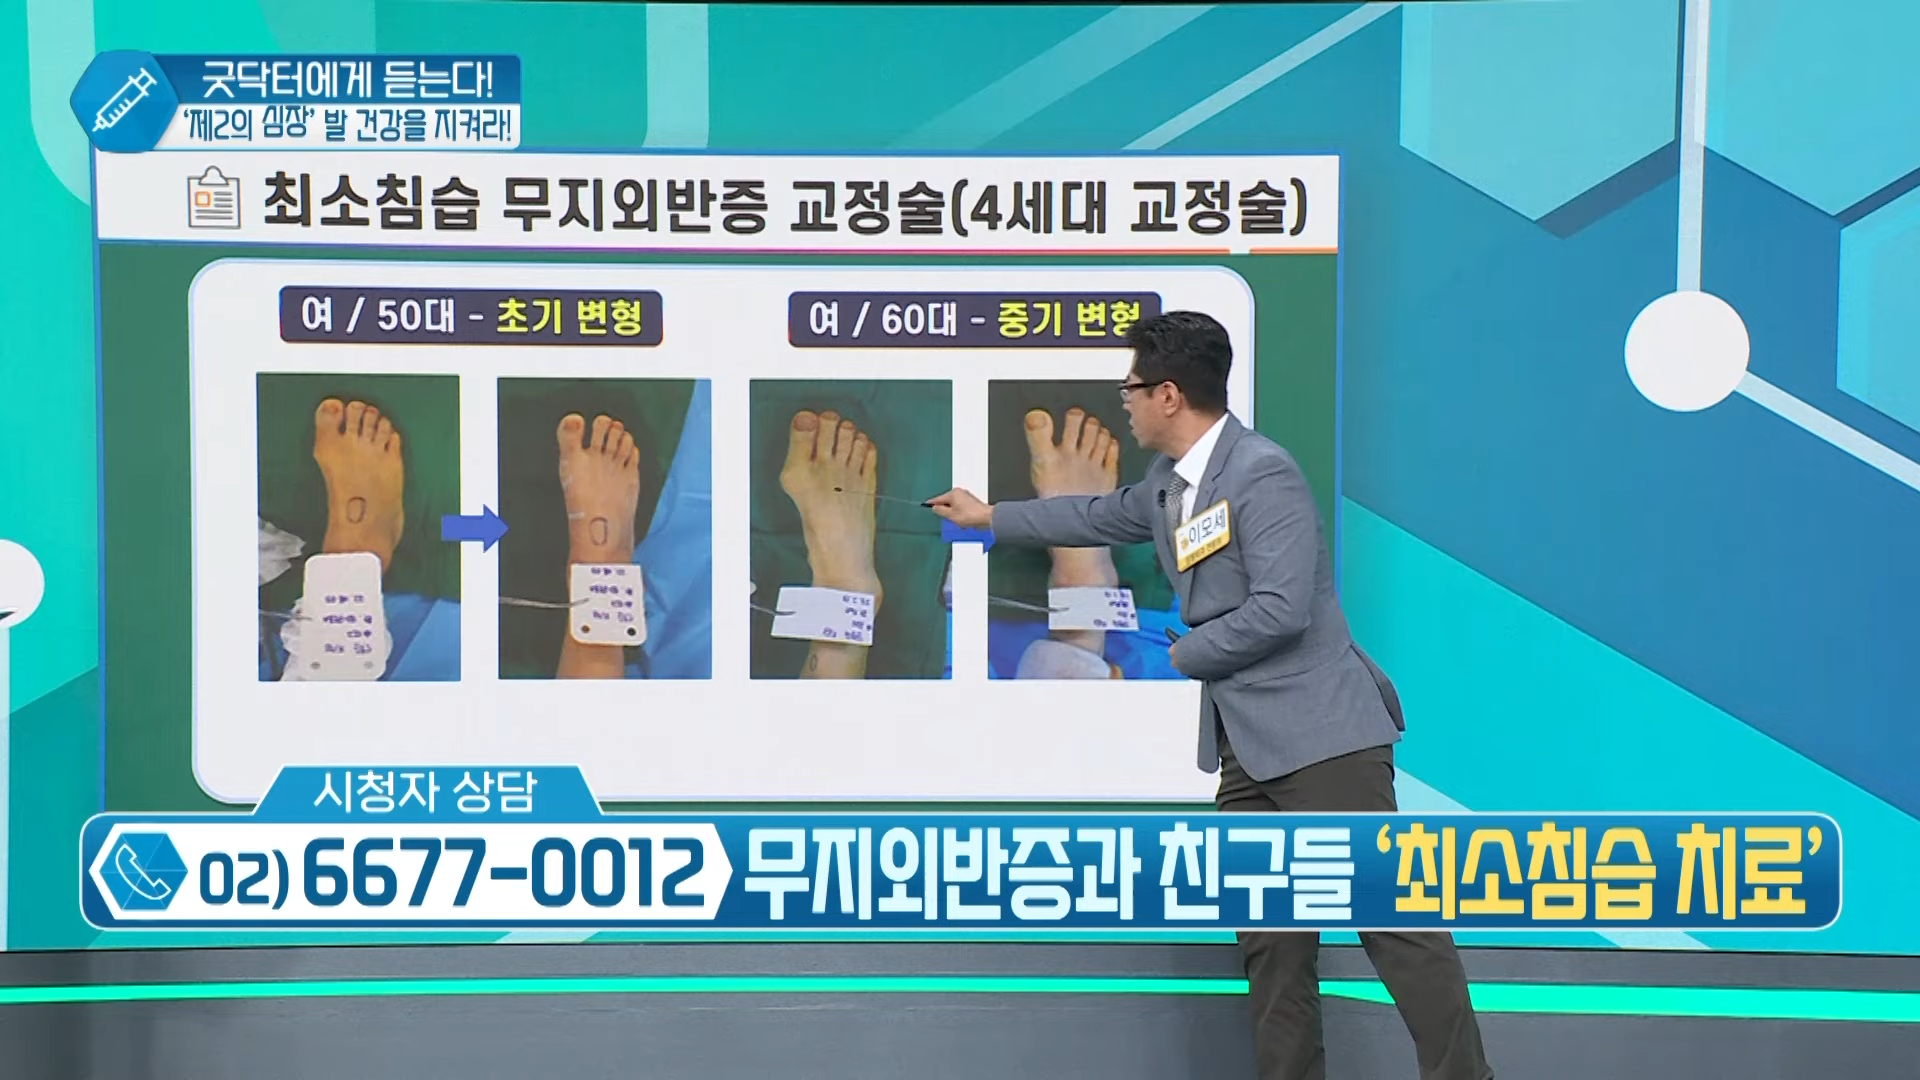 굿닥터에게 듣는다!
‘제2의 심장’ 발 건강을 지켜라!
최소침습 무지외반증 교정술(4세대 교정술)
여 / 50대 - 초기 변형
여 / 60대 - 중기 변형
이모세
시청자 상담
02) 6677-0012
무지외반증과 친구들 ‘최소침습 치료’